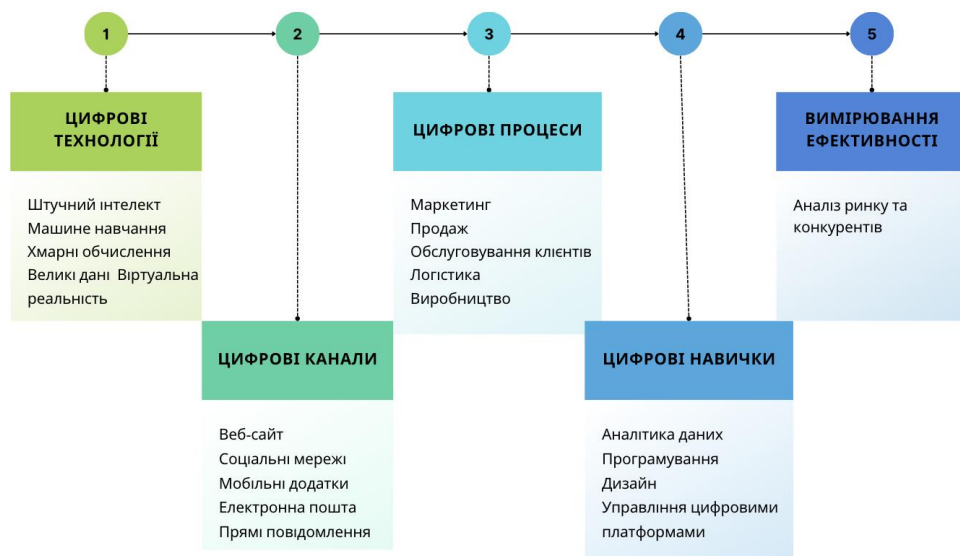 1
2
3
4
5
ЦИФРОВІ
ТЕХНОЛОГІЇ
Штучний інтелект
Машине навчання
Хмарні обчислення
Великі дані Віртуальна
реальність
ЦИФРОВІ КАНАЛИ
Веб-сайт
Соціальні мережі
Мобільні додатки
Електронна пошта
Прямі повідомлення
ЦИФРОВІ ПРОЦЕСИ
Маркетинг
Продаж
Обслуговування клієнтів
Логістика
Виробництво
ЦИФРОВІ НАВИЧКИ
Аналітика даних
Програмування
Дизайн
Управління цифровими
платформами
ВИМІРЮВАННЯ
ЕФЕКТИВНОСТІ
Аналіз ринку та
конкурентів